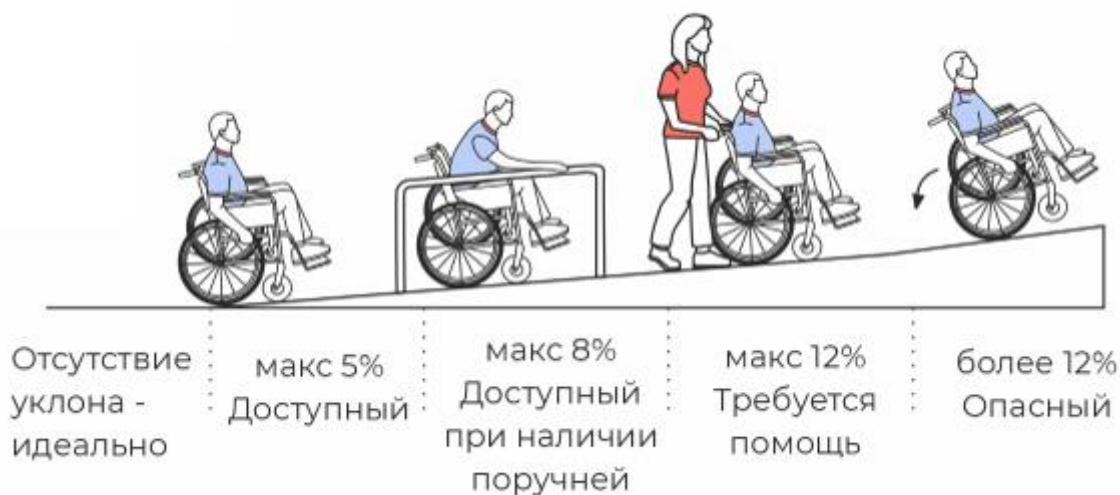 Отсутствие
уклона -
идеально
макс 5%
Доступный
макс 8%
Доступный
при наличии
поручней
макс 12%
Требуется
помощь
более 12%
Опасный